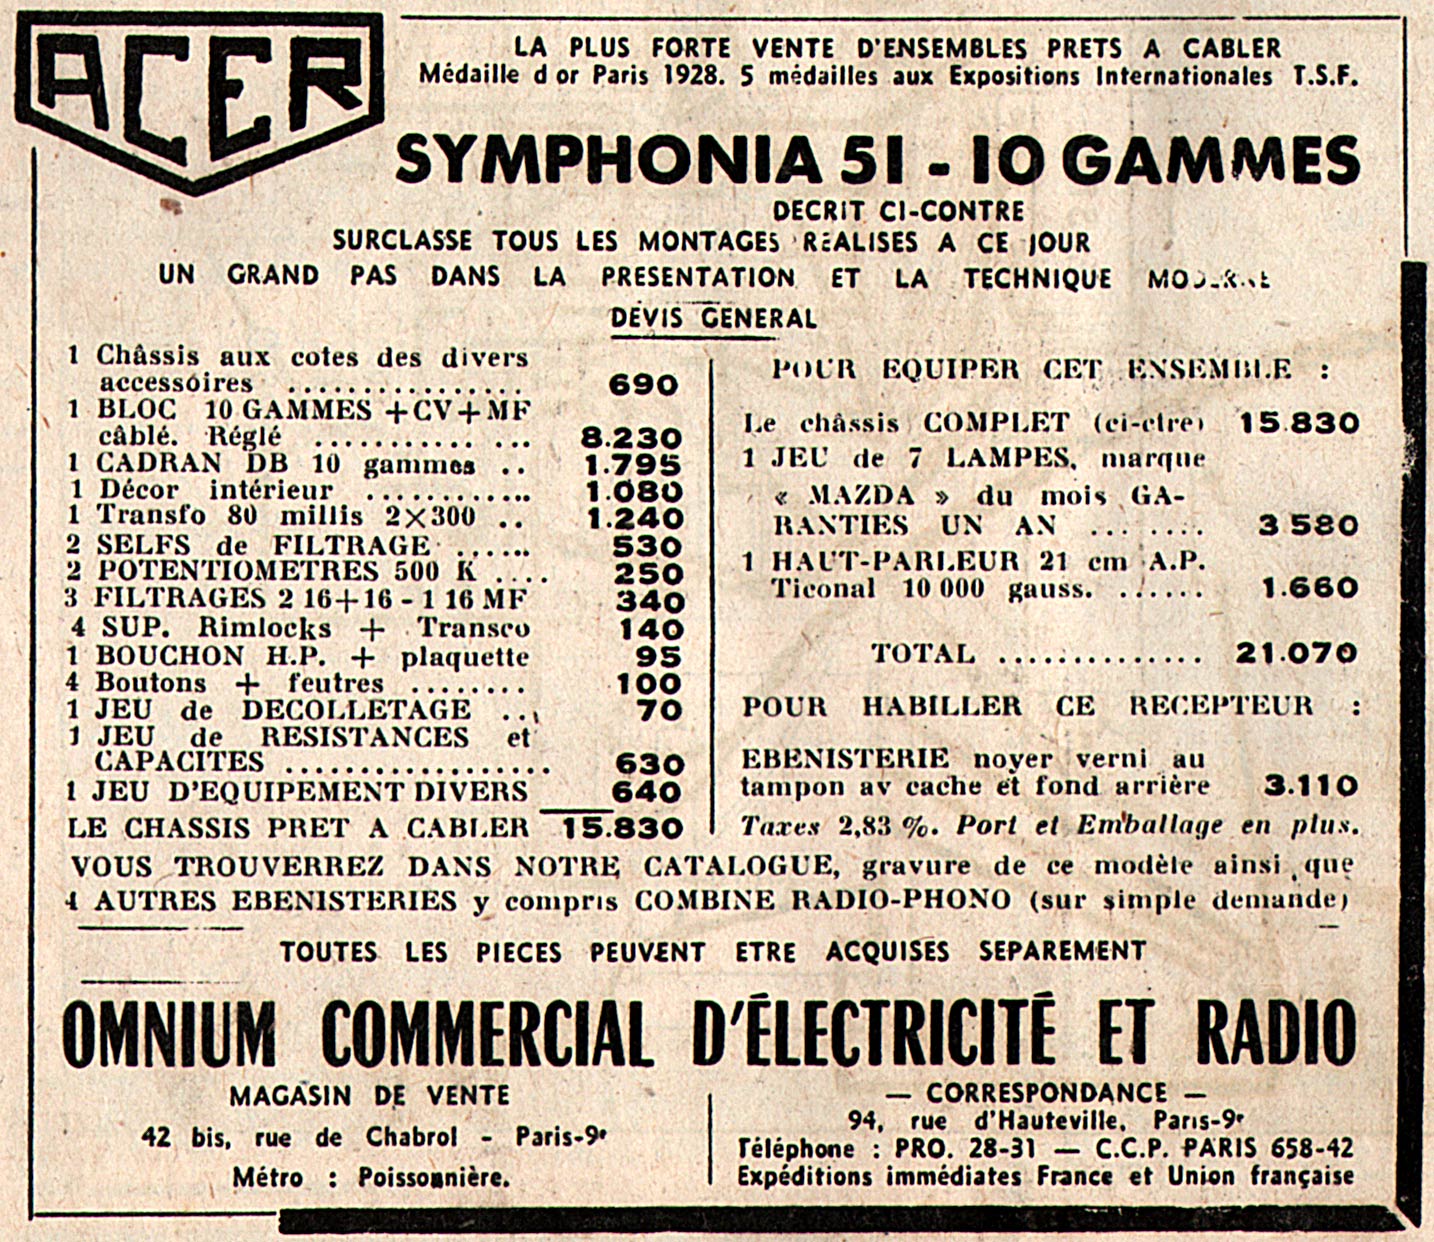 ACER
LA PLUS FORTE VENTE D'ENSEMBLES PRETS A CABLER
Médaille d or Paris 1928. 5 médailles aux Expositions Internationales T.S.F.
SYMPHONIA 51 - 10 GAMMES
DECRIT CI-CONTRE
SURCLASSE TOUS LES MONTAGES REALISES A CE JOUR
UN GRAND PAS DANS LA PRESENTATION ET LA TECHNIQUE MODERNE
DEVIS GENERAL
1 Châssis aux cotes des divers
accessoires ................ 690
1 BLOC 10 GAMMES + CV + MF
câblé. Réglé ........... ... 8.230
1 CADRAN DB 10 gammes .. 1.795
1 Décor intérieur ........... 1.080
1 Transfo 80 millis 2×300 .. 1.240
2 SELFS de FILTRAGE ...... 530
2 POTENTIOMETRES 500 K .... 250
3 FILTRAGES 2 16+16 - 1 16 MF 340
4 SUP. Rimlocks + Transco 140
1 BOUCHON H.P. + plaquette 95
4 Boutons + feutres ........ 100
1 JEU de DECOLLETAGE ... 70
1 JEU de RESISTANCES et
CAPACITES .................. 630
1 JEU D'EQUIPEMENT DIVERS 640
LE CHASSIS PRET A CABLER 15.830
POUR EQUIPER CET ENSEMBLE :
Le châssis COMPLET (ci-ctre) 15.830
1 JEU de 7 LAMPES, marque
« MAZDA » du mois GA-
RANTIES UN AN ........ 3 580
1 HAUT-PARLEUR 21 cm A.P.
Ticonal 10 000 gauss. ...... 1.660
TOTAL .............. 21.070
POUR HABILLER CE RECEPTEUR :
EBENISTERIE noyer verni au
tampon av cache et fond arrière 3.110
Taxes 2,83 %. Port et Emballage en plus.
VOUS TROUVERREZ DANS NOTRE CATALOGUE, gravure de ce modèle ainsi que
4 AUTRES EBENISTERIES y compris COMBINE RADIO-PHONO (sur simple demande)
TOUTES LES PIECES PEUVENT ETRE ACQUISES SEPAREMENT
OMNIUM COMMERCIAL D'ÉLECTRICITÉ ET RADIO
MAGASIN DE VENTE
42 bis, rue de Chabrol - Paris-9e
Métro : Poissonnière.
— CORRESPONDANCE —
94, rue d'Hauteville, Paris-9e
Téléphone : PRO. 28-31 — C.C.P. PARIS 658-42
Expéditions immédiates France et Union française